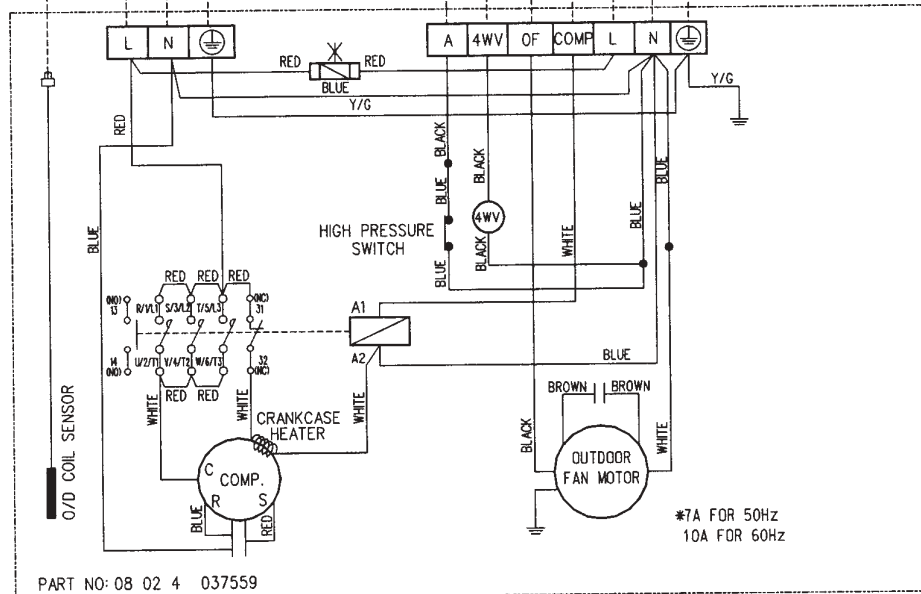 L N
A 4WV OF COMP L N
RED RED
BLUE
Y/G
Y/G
RED
BLACK
BLACK
BLUE
BLUE
4WV
BLUE
BLUE
WHITE
HIGH PRESSURE
SWITCH
BLACK
BLUE
RED RED RED
(NO) 13 R/1/L1 S/3/L2 T/5/L3 (NC) 31
A1
14 (NO) U/2/T1 V/4/T2 W/6/T3 32 (NC)
A2
BLUE
RED RED
WHITE
WHITE
WHITE
BROWN BROWN
CRANKCASE
HEATER
BLACK
WHITE
O/D COIL SENSOR
C
COMP.
R S
BLUE
RED
OUTDOOR
FAN MOTOR
*7A FOR 50Hz
10A FOR 60Hz
PART NO: 08 02 4 037559